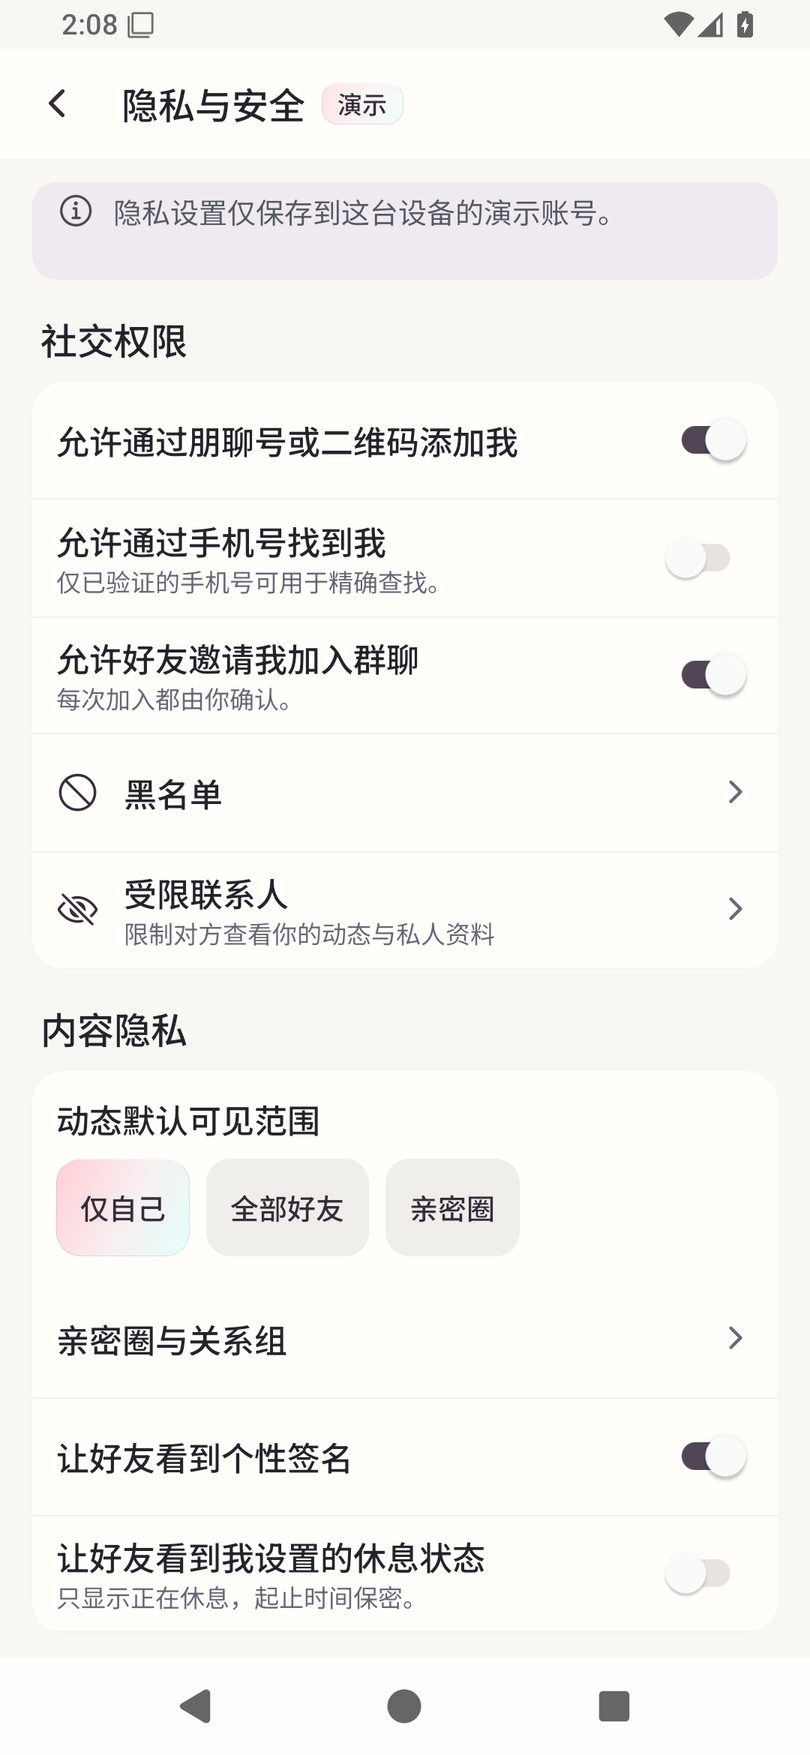 2:08
隐私与安全 演示
隐私设置仅保存到这台设备的演示账号。
社交权限
允许通过朋聊号或二维码添加我
允许通过手机号找到我
仅已验证的手机号可用于精确查找。
允许好友邀请我加入群聊
每次加入都由你确认。
黑名单
受限联系人
限制对方查看你的动态与私人资料
内容隐私
动态默认可见范围
仅自己 全部好友 亲密圈
亲密圈与关系组
让好友看到个性签名
让好友看到我设置的休息状态
只显示正在休息，起止时间保密。